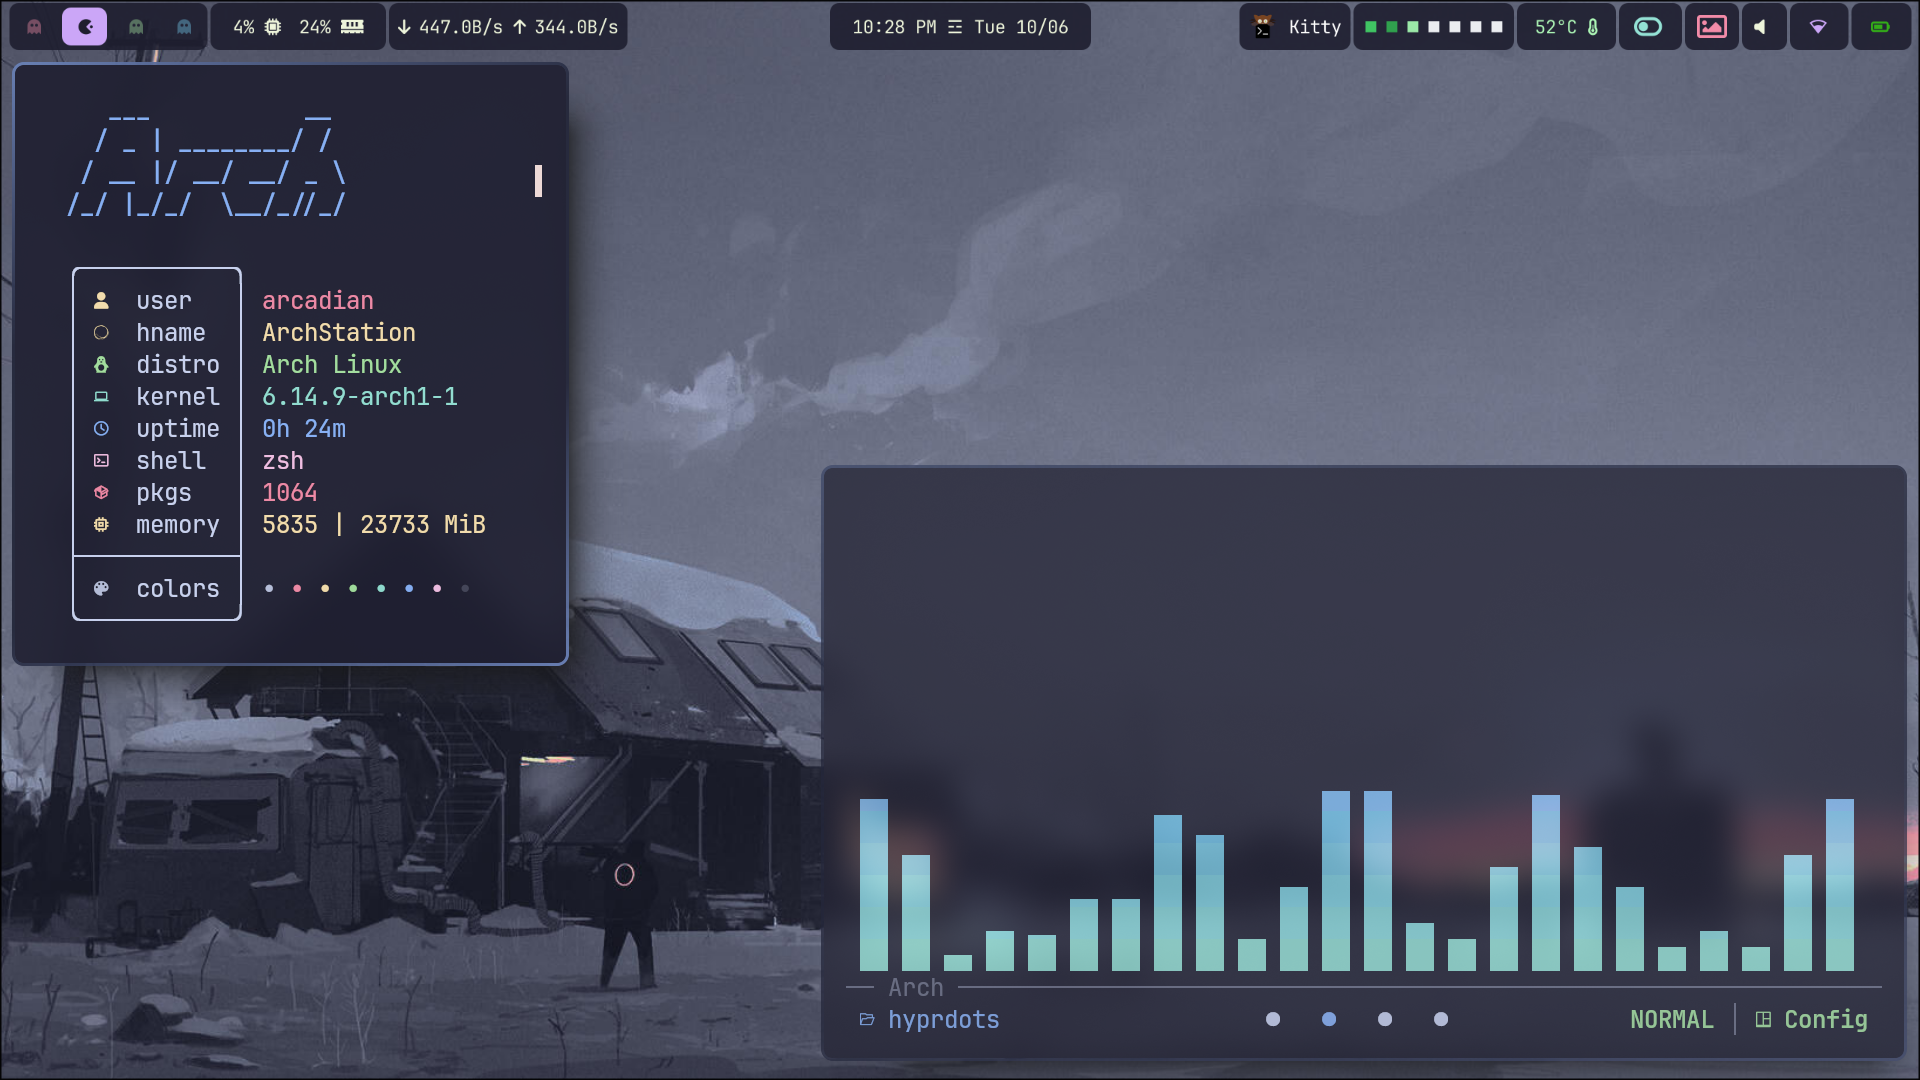 4% 24% 447.0B/s 344.0B/s 10:28 PM Tue 10/06 Kitty 52°C
Arch
user arcadian
hname ArchStation
distro Arch Linux
kernel 6.14.9-arch1-1
uptime 0h 24m
shell zsh
pkgs 1064
memory 5835 | 23733 MiB
colors
Arch
hyprdots NORMAL Config